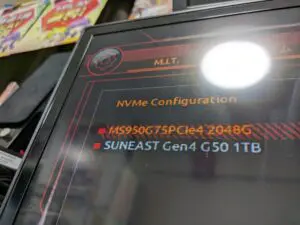 M.I.T.
NVMe Configuration
MS950G75PCIe4 2048G
SUNEAST Gen4 G50 1TB